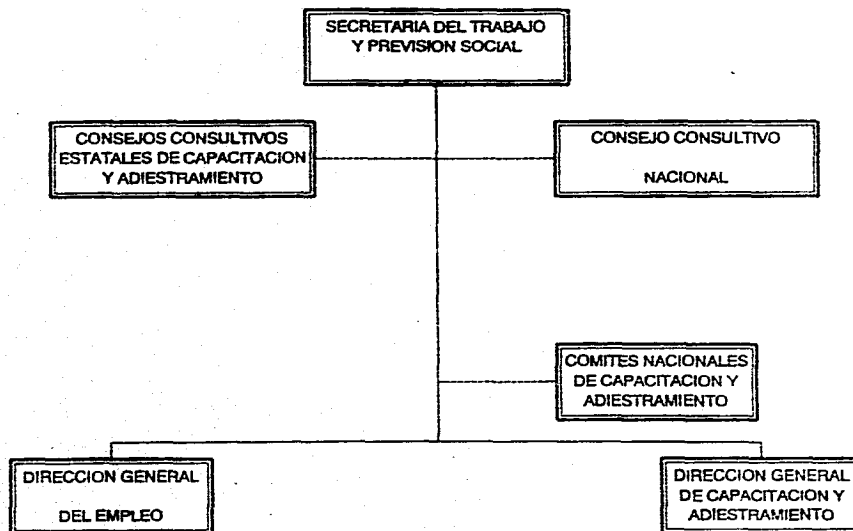 SECRETARIA DEL TRABAJO
Y PREVISION SOCIAL
CONSEJOS CONSULTIVOS
ESTATALES DE CAPACITACION
Y ADIESTRAMIENTO
CONSEJO CONSULTIVO
NACIONAL
COMITES NACIONALES
DE CAPACITACION Y
ADIESTRAMIENTO
DIRECCION GENERAL
DEL EMPLEO
DIRECCION GENERAL
DE CAPACITACION Y
ADIESTRAMIENTO